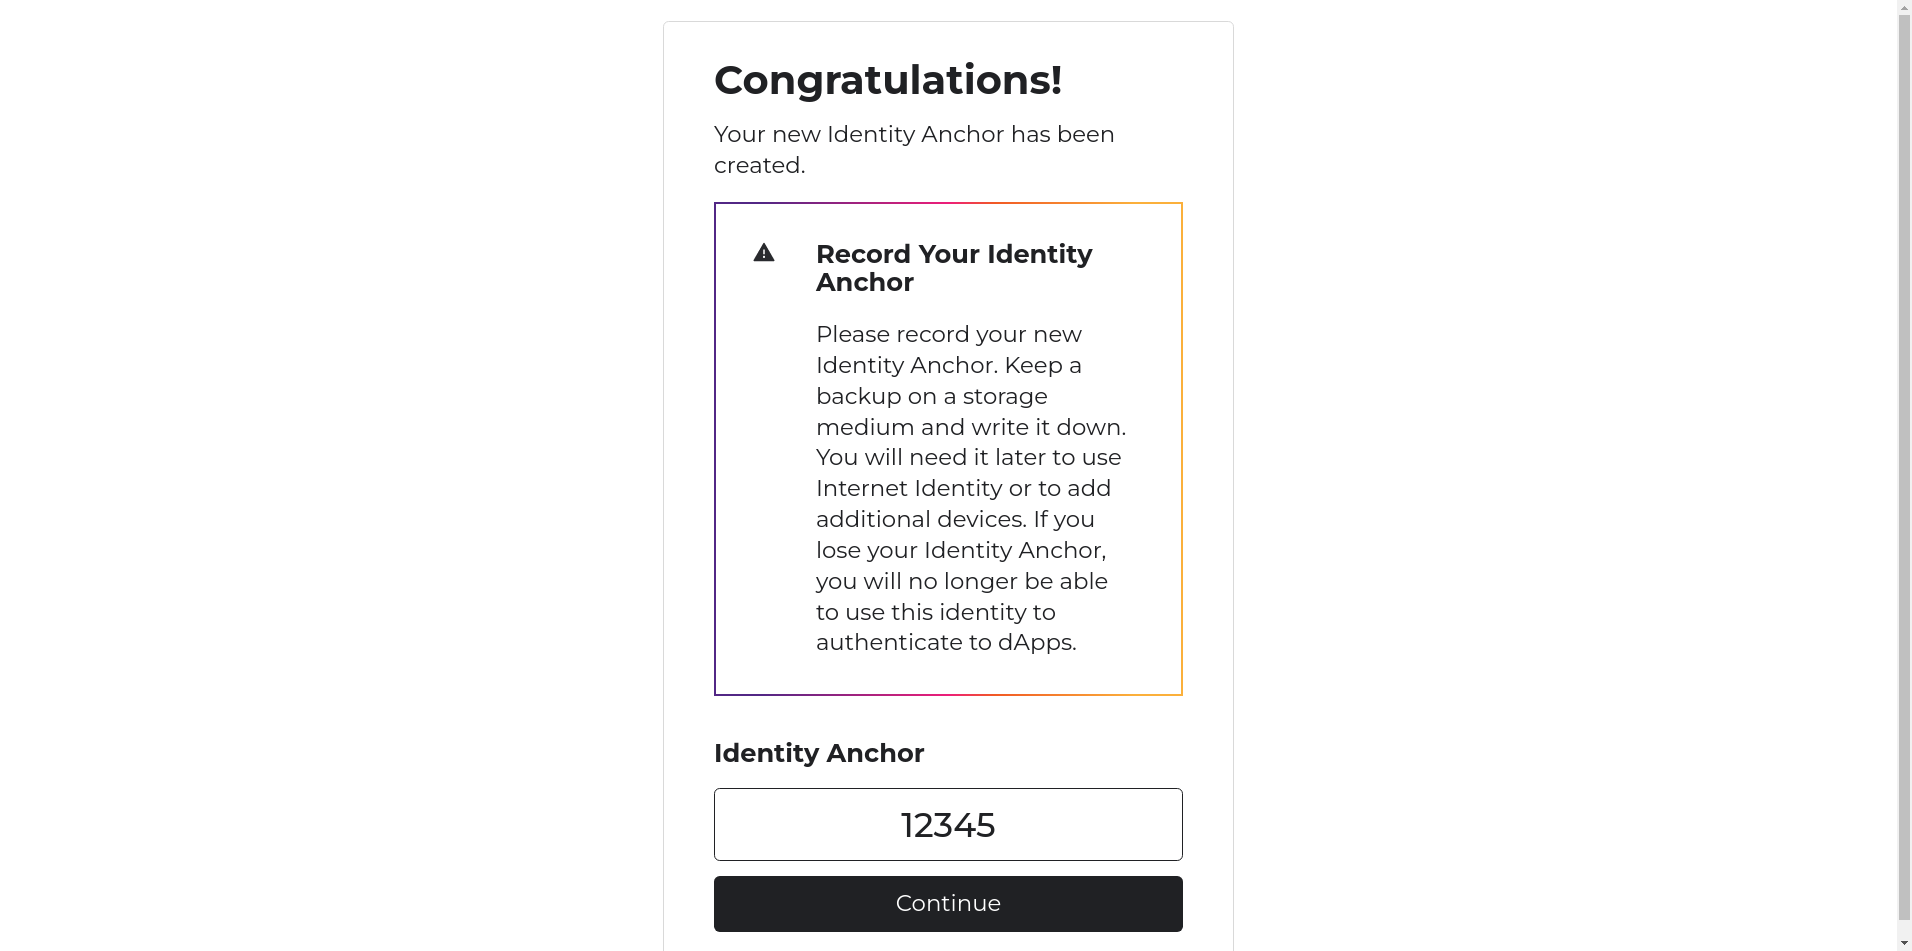 Congratulations!
Your new Identity Anchor has been
created.
Record Your Identity
Anchor
Please record your new
Identity Anchor. Keep a
backup on a storage
medium and write it down.
You will need it later to use
Internet Identity or to add
additional devices. If you
lose your Identity Anchor,
you will no longer be able
to use this identity to
authenticate to dApps.
Identity Anchor
12345
Continue